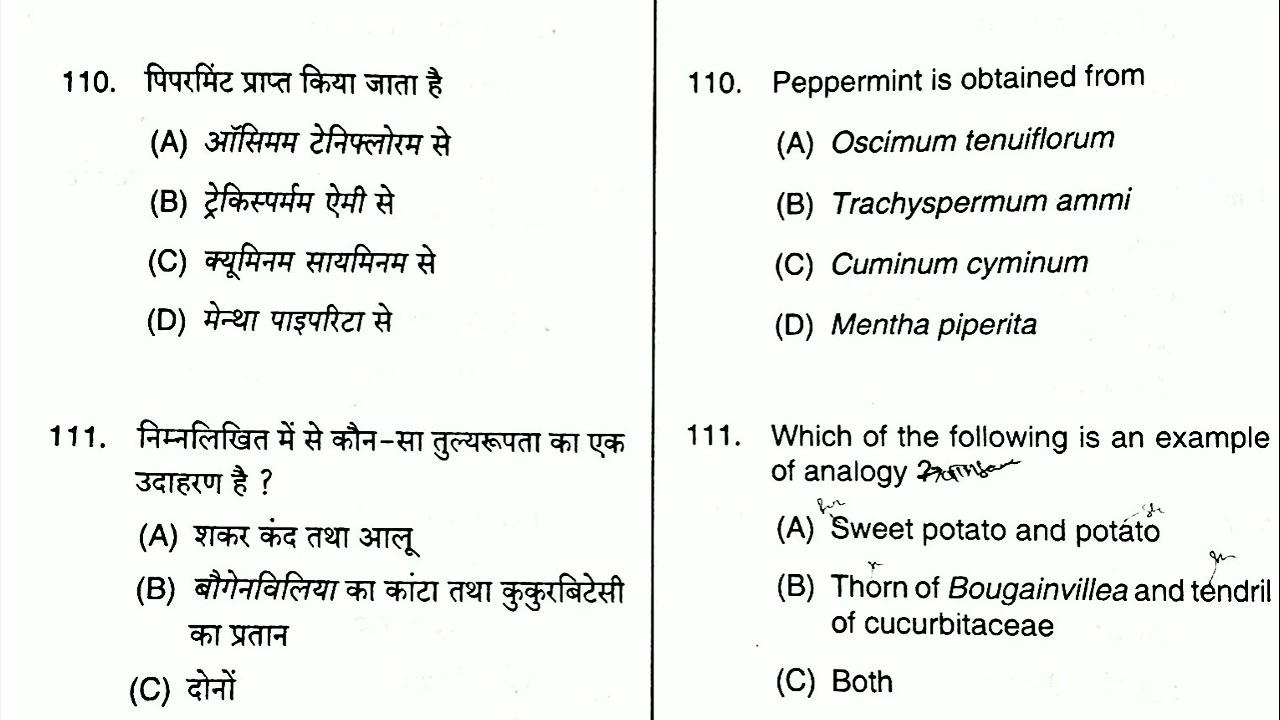 110. पिपरमिंट प्राप्त किया जाता है
(A) ऑसिमम टेनिफ्लोरम से
(B) ट्रेकिस्पर्मम ऐमी से
(C) क्यूमिनम सायमिनम से
(D) मेन्था पाइपरिटा से
111. निम्नलिखित में से कौन-सा तुल्यरूपता का एक
उदाहरण है ?
(A) शकर कंद तथा आलू
(B) बौगेनविलिया का कांटा तथा कुकुरबिटेसी
का प्रतान
(C) दोनों
110. Peppermint is obtained from
(A) Oscimum tenuiflorum
(B) Trachyspermum ammi
(C) Cuminum cyminum
(D) Mentha piperita
111. Which of the following is an example
of analogy ?
(A) Sweet potato and potato
(B) Thorn of Bougainvillea and tendril
of cucurbitaceae
(C) Both